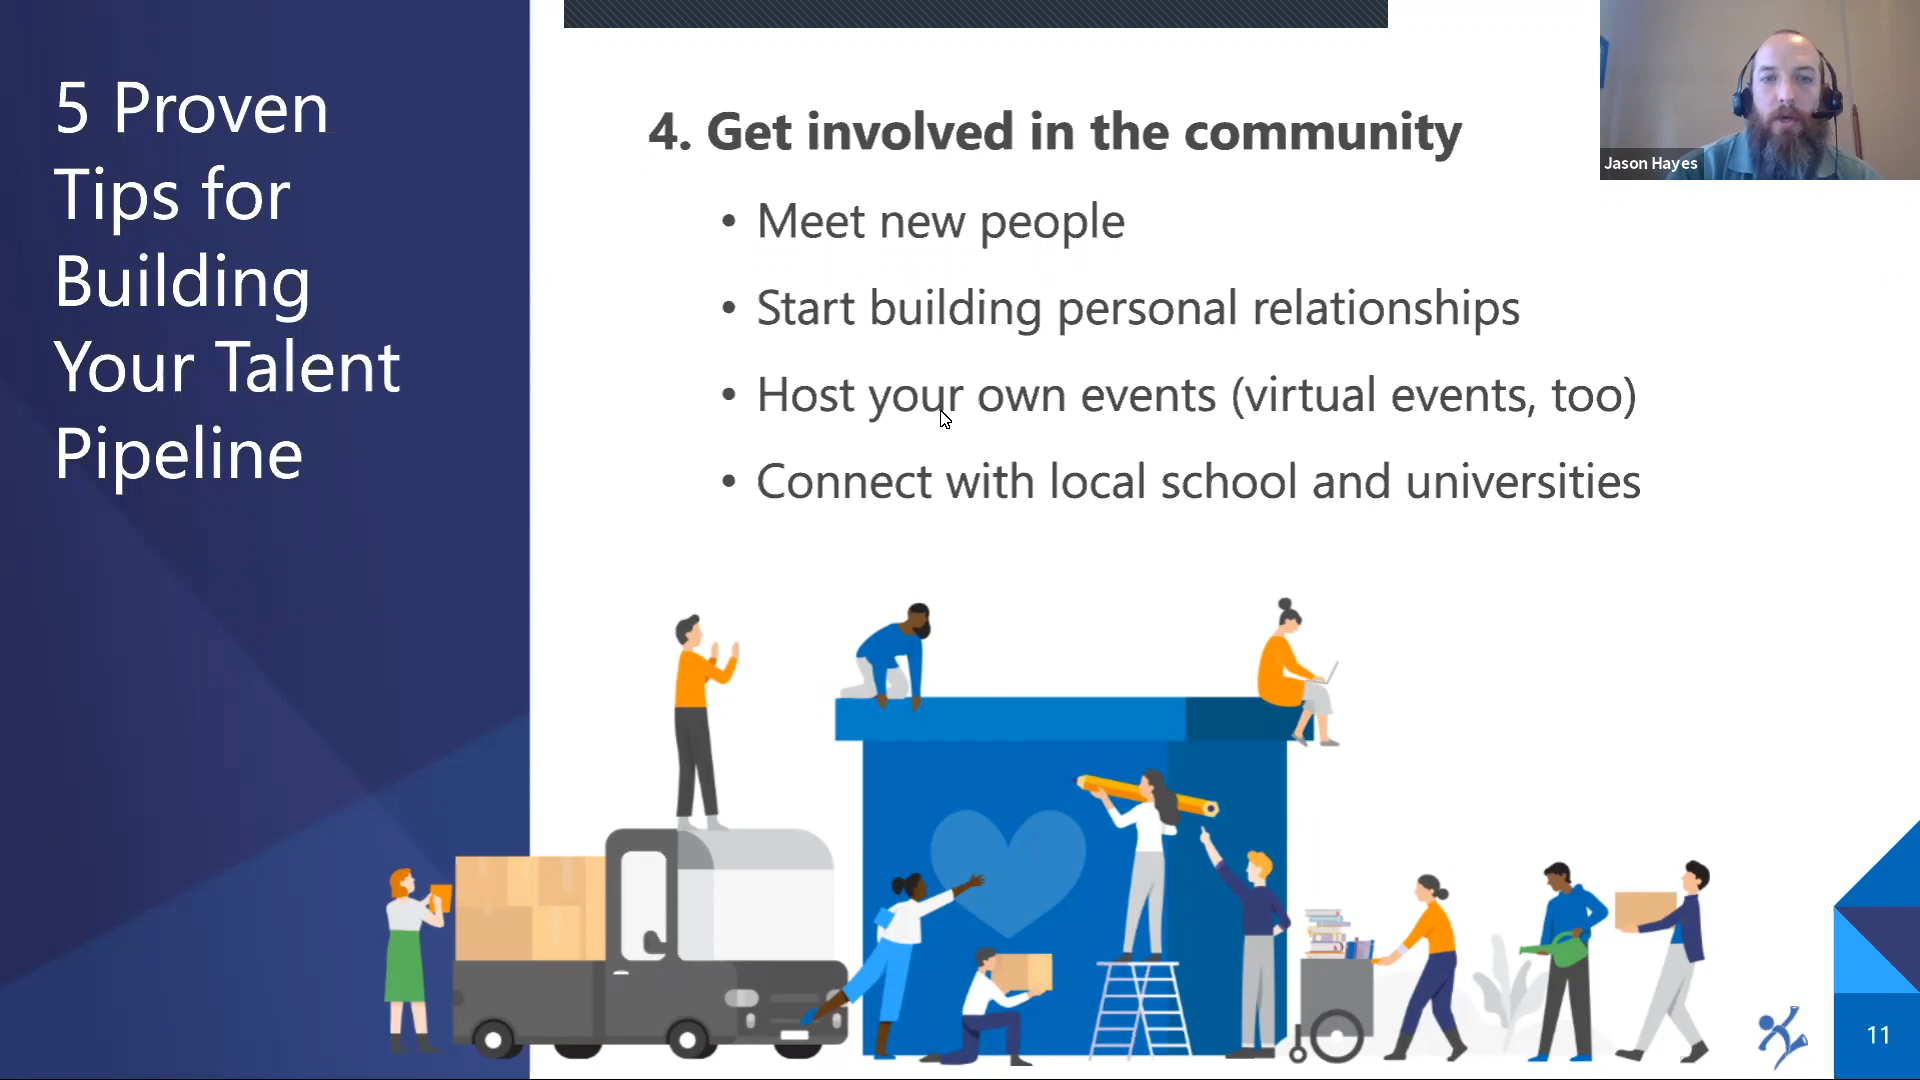 5 Proven
Tips for
Building
Your Talent
Pipeline
4. Get involved in the community
• Meet new people
• Start building personal relationships
• Host your own events (virtual events, too)
• Connect with local school and universities
Jason Hayes
11